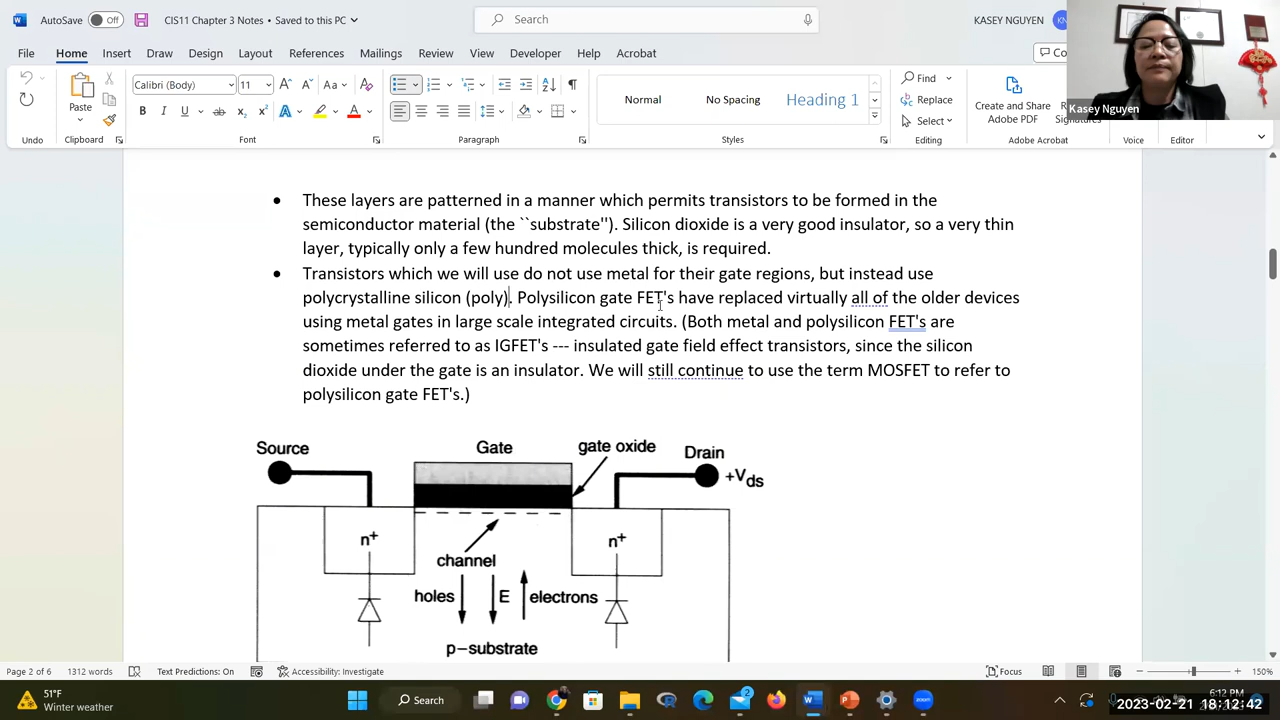 AutoSave Off CIS11 Chapter 3 Notes • Saved to this PC Search KASEY NGUYEN KN
File Home Insert Draw Design Layout References Mailings Review View Developer Help Acrobat Co
Calibri (Body) 11 Aa Normal No Spacing Heading 1 Find Replace Select
Paste B I U ab x₂ x² A Create and Share Adobe PDF
Undo Clipboard Font Paragraph Styles Editing Adobe Acrobat Voice Editor
Kasey Nguyen
• These layers are patterned in a manner which permits transistors to be formed in the
semiconductor material (the ``substrate''). Silicon dioxide is a very good insulator, so a very thin
layer, typically only a few hundred molecules thick, is required.
• Transistors which we will use do not use metal for their gate regions, but instead use
polycrystalline silicon (poly). Polysilicon gate FET's have replaced virtually all of the older devices
using metal gates in large scale integrated circuits. (Both metal and polysilicon FET's are
sometimes referred to as IGFET's --- insulated gate field effect transistors, since the silicon
dioxide under the gate is an insulator. We will still continue to use the term MOSFET to refer to
polysilicon gate FET's.)
Source Gate gate oxide Drain
+Vds
n+ n+
channel
holes E electrons
p-substrate
Page 2 of 6 1312 words Text Predictions: On Accessibility: Investigate Focus 150%
51°F
Winter weather
Search 2
6:12 PM
2023-02-21 18:12:42